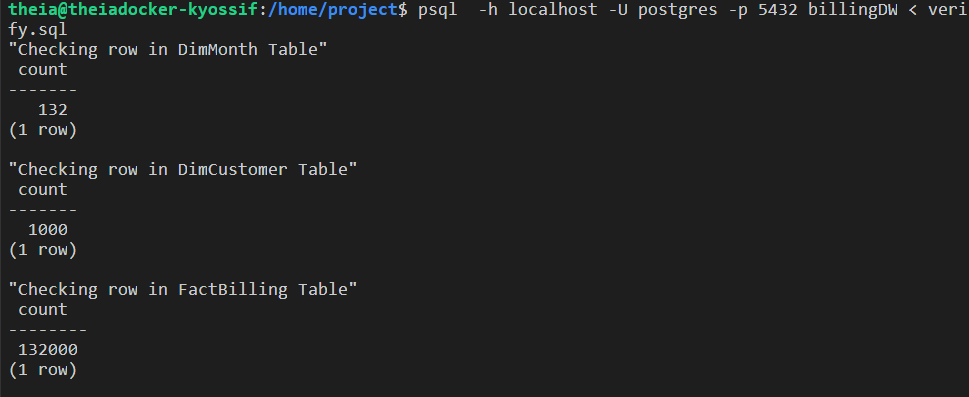 theia@theiadocker-kyossif:/home/project$ psql  -h localhost -U postgres -p 5432 billingDW < veri
fy.sql
"Checking row in DimMonth Table"
 count
-------
   132
(1 row)

"Checking row in DimCustomer Table"
 count
-------
  1000
(1 row)

"Checking row in FactBilling Table"
 count
--------
 132000
(1 row)